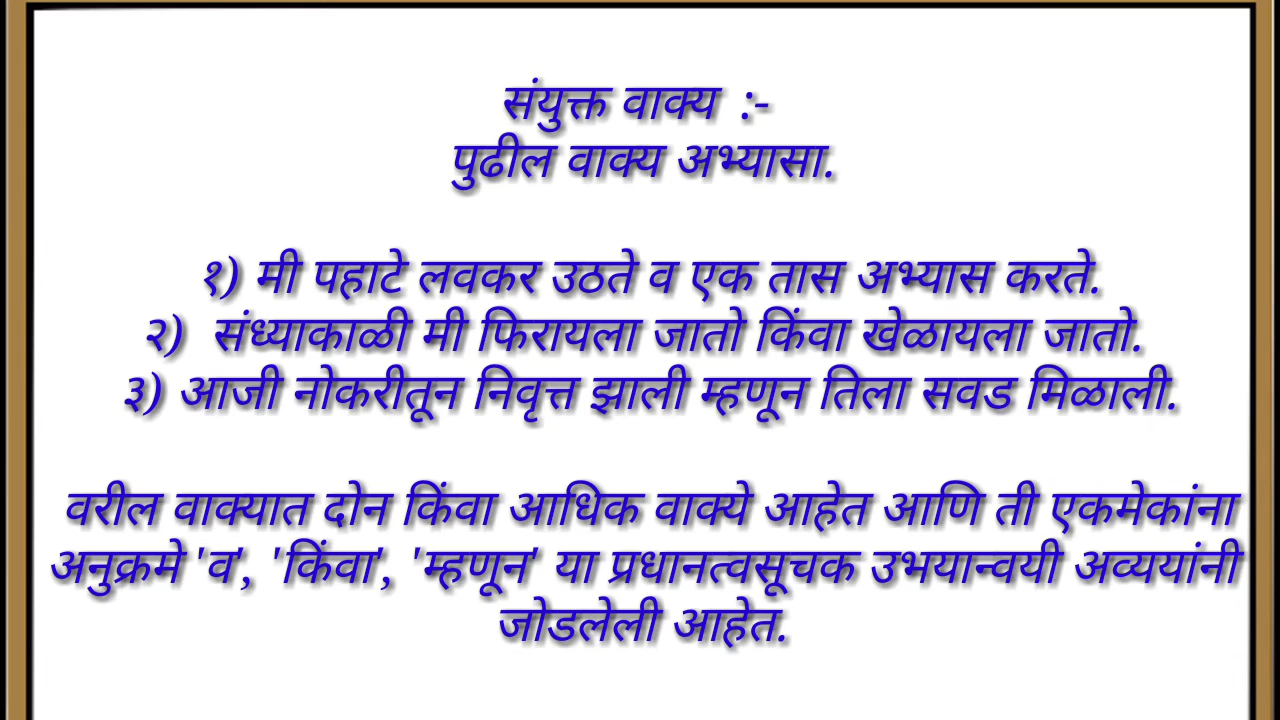 संयुक्त वाक्य :-
पुढील वाक्य अभ्यासा.
१) मी पहाटे लवकर उठते व एक तास अभ्यास करते.
२) संध्याकाळी मी फिरायला जातो किंवा खेळायला जातो.
३) आजी नोकरीतून निवृत्त झाली म्हणून तिला सवड मिळाली.
वरील वाक्यात दोन किंवा आधिक वाक्ये आहेत आणि ती एकमेकांना
अनुक्रमे 'व', 'किंवा', 'म्हणून' या प्रधानत्वसूचक उभयान्वयी अव्ययांनी
जोडलेली आहेत.